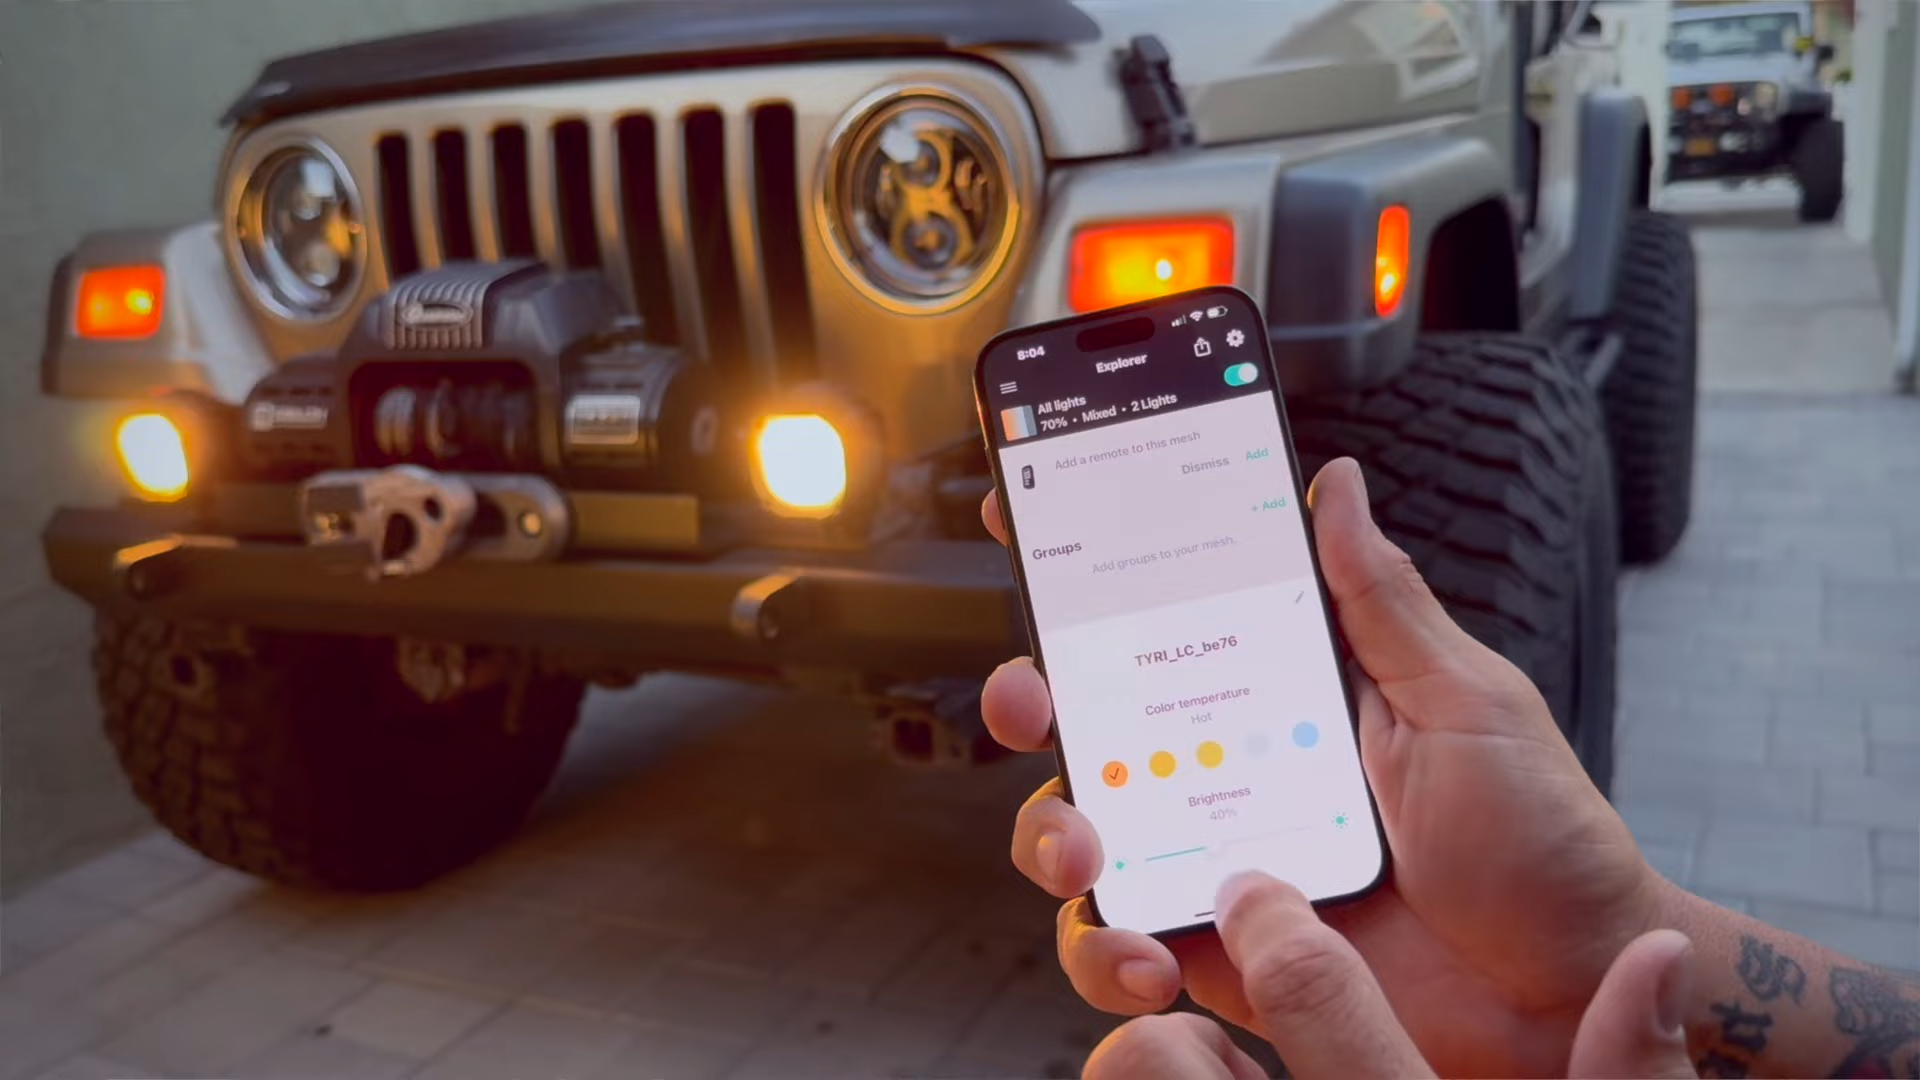 8:04
Explorer
All lights
70% • Mixed • 2 Lights
Add a remote to this mesh
Dismiss Add
+ Add
Groups
Add groups to your mesh.
TYRI_LC_be76
Color temperature
Hot
Brightness
40%